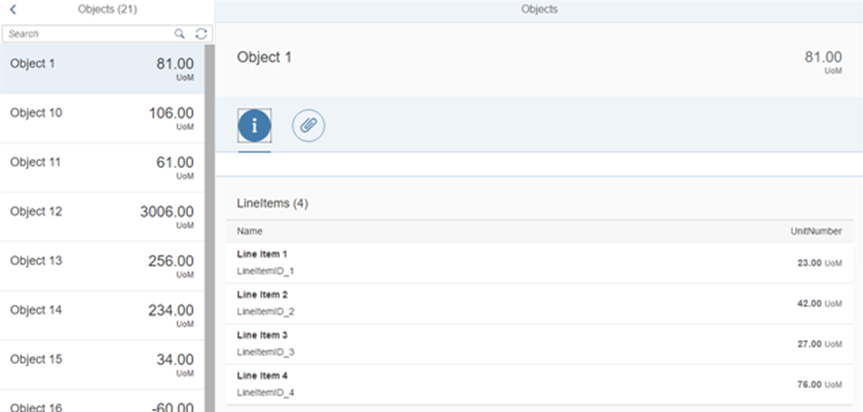 Objects (21)
Search
Object 1 81.00
UoM
Object 10 106.00
UoM
Object 11 61.00
UoM
Object 12 3006.00
UoM
Object 13 256.00
UoM
Object 14 234.00
UoM
Object 15 34.00
UoM
Object 16 -60.00
Objects
Object 1 81.00
UoM
i
LineItems (4)
Name UnitNumber
Line Item 1
LineItemID_1
23.00 UoM
Line Item 2
LineItemID_2
42.00 UoM
Line Item 3
LineItemID_3
27.00 UoM
Line Item 4
LineItemID_4
76.00 UoM